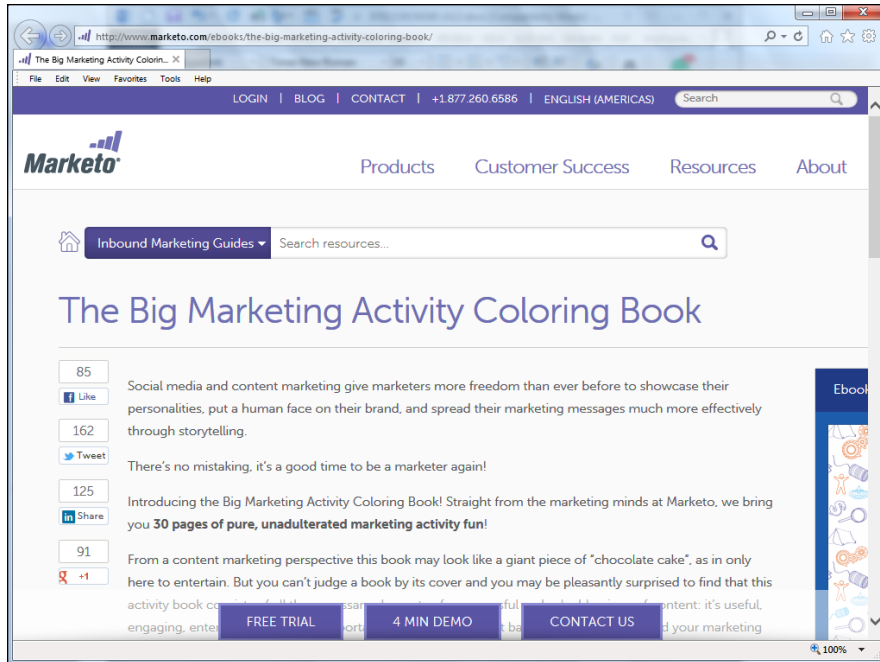 http://www.marketo.com/ebooks/the-big-marketing-activity-coloring-book/
The Big Marketing Activity Colorin...
File Edit View Favorites Tools Help
LOGIN | BLOG | CONTACT | +1.877.260.6586 | ENGLISH (AMERICAS) Search
Marketo
Products Customer Success Resources About
Inbound Marketing Guides Search resources...
The Big Marketing Activity Coloring Book
85
Like
162
Tweet
125
Share
91
+1
Social media and content marketing give marketers more freedom than ever before to showcase their
personalities, put a human face on their brand, and spread their marketing messages much more effectively
through storytelling.
There's no mistaking, it's a good time to be a marketer again!
Introducing the Big Marketing Activity Coloring Book! Straight from the marketing minds at Marketo, we bring
you 30 pages of pure, unadulterated marketing activity fun!
From a content marketing perspective this book may look like a giant piece of "chocolate cake", as in only
here to entertain. But you can't judge a book by its cover and you may be pleasantly surprised to find that this
activity book content: it's useful,
engaging, d your marketing
Ebook
FREE TRIAL 4 MIN DEMO CONTACT US
100%